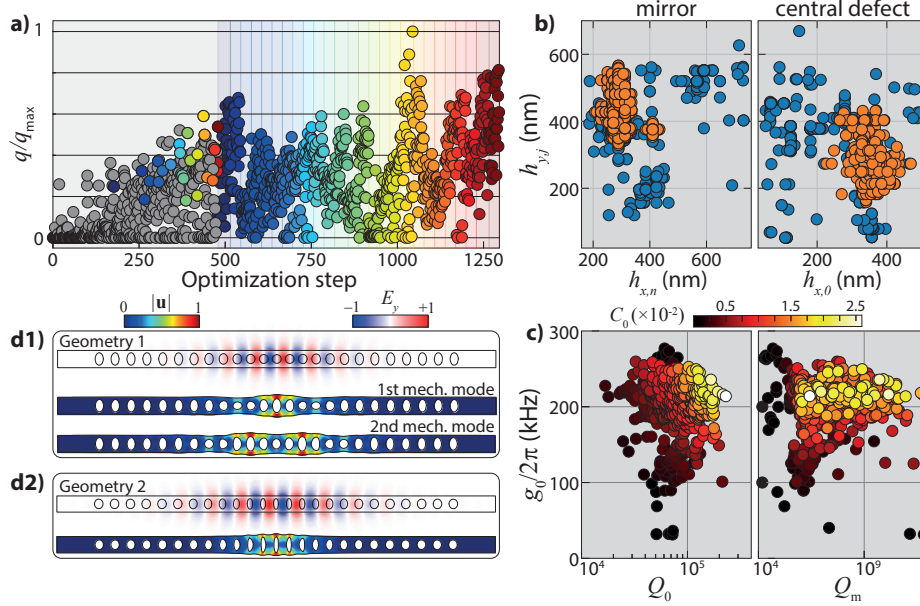 a)
1
q/q_max
0
0
250
500
750
1000
1250
Optimization step
b)
mirror
central defect
h_y,j (nm)
600
400
200
200
400
600
h_x,n (nm)
0
400
h_x,0 (nm)
0
|u|
1
−1
E_y
+1
d1)
Geometry 1
1st mech. mode
2nd mech. mode
d2)
Geometry 2
C_0 (×10^-2)
0.5
1.5
2.5
c)
g_0/2π (kHz)
300
200
100
0
10^4
10^5
Q_0
10^4
10^9
Q_m